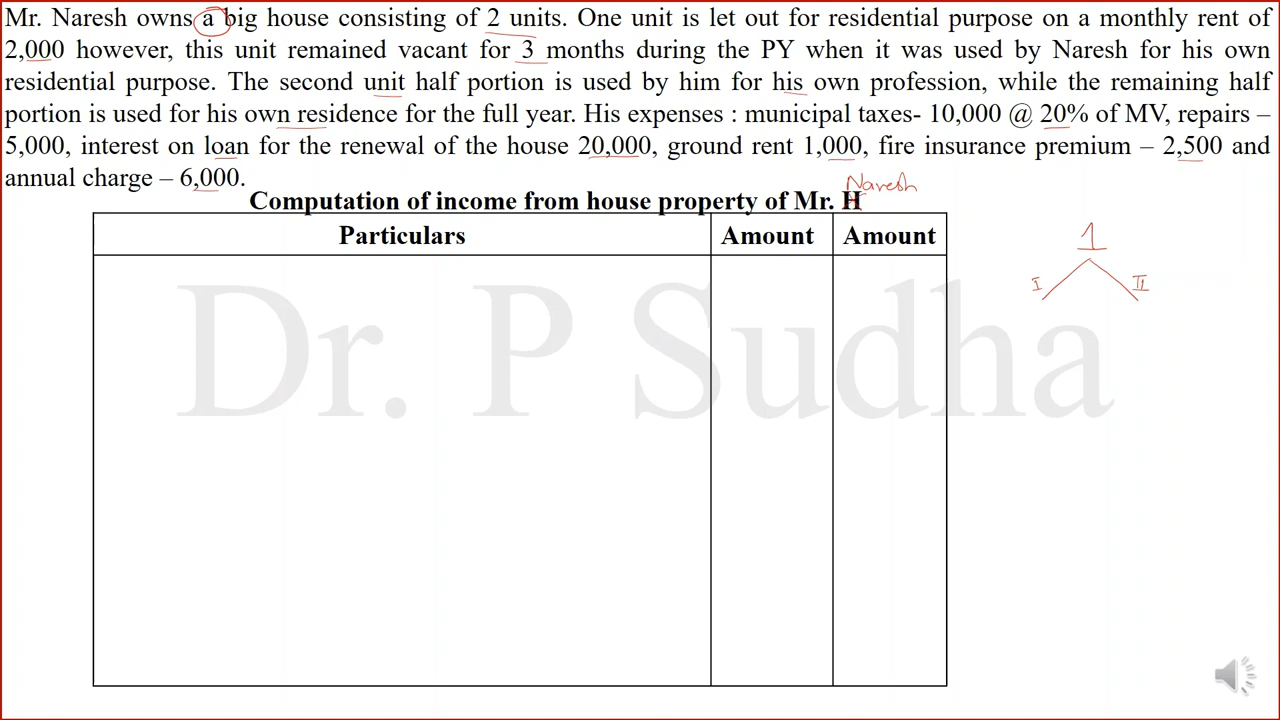 Mr. Naresh owns a big house consisting of 2 units. One unit is let out for residential purpose on a monthly rent of
2,000 however, this unit remained vacant for 3 months during the PY when it was used by Naresh for his own
residential purpose. The second unit half portion is used by him for his own profession, while the remaining half
portion is used for his own residence for the full year. His expenses : municipal taxes- 10,000 @ 20% of MV, repairs –
5,000, interest on loan for the renewal of the house 20,000, ground rent 1,000, fire insurance premium – 2,500 and
annual charge – 6,000.
Naresh
Computation of income from house property of Mr. H
Particulars Amount Amount
1
I II
Dr. P Sudha